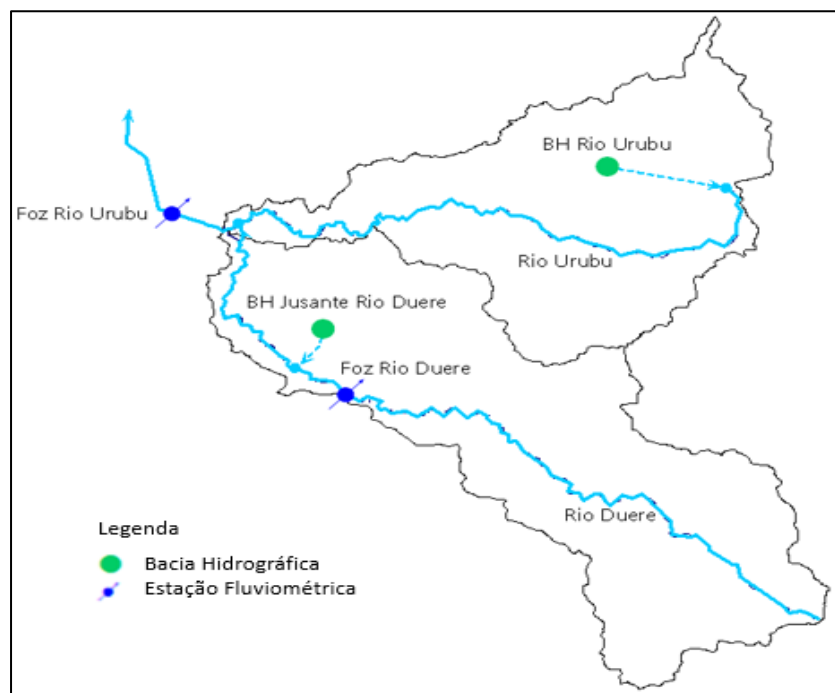 BH Rio Urubu
Foz Rio Urubu
Rio Urubu
BH Jusante Rio Duere
Foz Rio Duere
Rio Duere
Legenda
Bacia Hidrográfica
Estação Fluviométrica